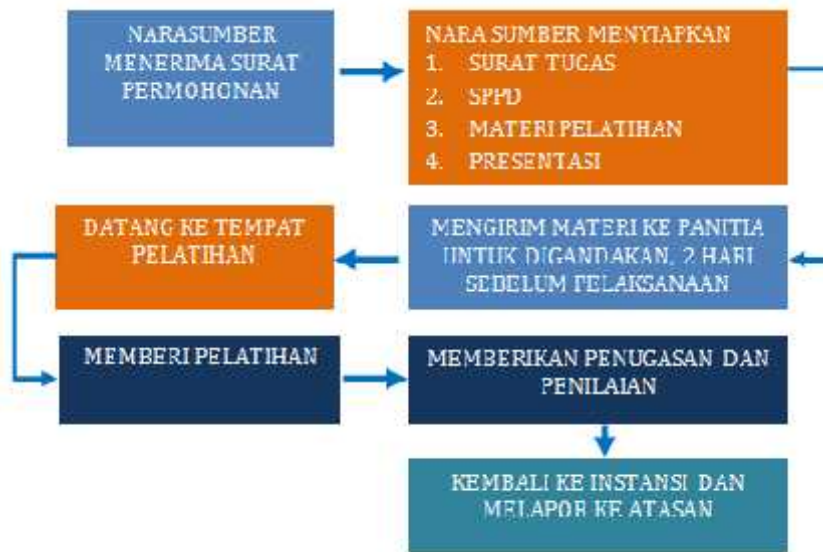 NARASUMBER
MENERIMA SURAT
PERMOHONAN
NARA SUMBER MENYIAPKAN
1. SURAT TUGAS
2. SPPD
3. MATERI PELATIHAN
4. PRESENTASI
DATANG KE TEMPAT
PELATIHAN
MENGIRIM MATERI KE PANITIA
UNTUK DIGANDAKAN, 2 HARI
SEBELUM PELAKSANAAN
MEMBERI PELATIHAN
MEMBERIKAN PENUGASAN DAN
PENILAIAN
KEMBALI KE INSTANSI DAN
MELAPOR KE ATASAN